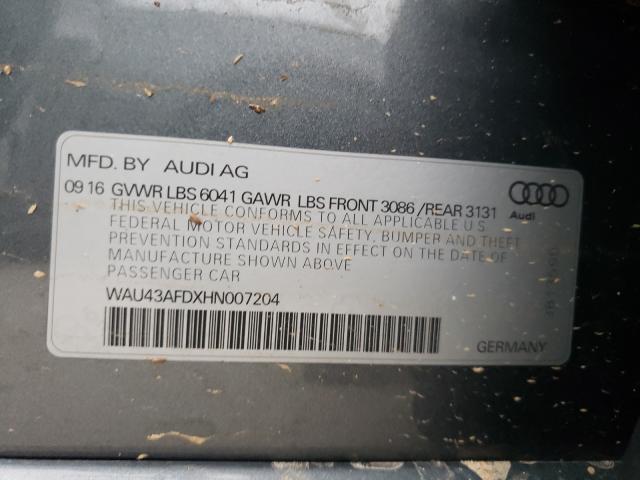 MFD. BY AUDI AG
09 16 GVWR LBS 6041 GAWR LBS FRONT 3086 /REAR 3131
THIS VEHICLE CONFORMS TO ALL APPLICABLE U S
FEDERAL MOTOR VEHICLE SAFETY, BUMPER AND THEFT
PREVENTION STANDARDS IN EFFECT ON THE DATE OF
MANUFACTURE SHOWN ABOVE
PASSENGER CAR
WAU43AFDXHN007204
Audi
GERMANY